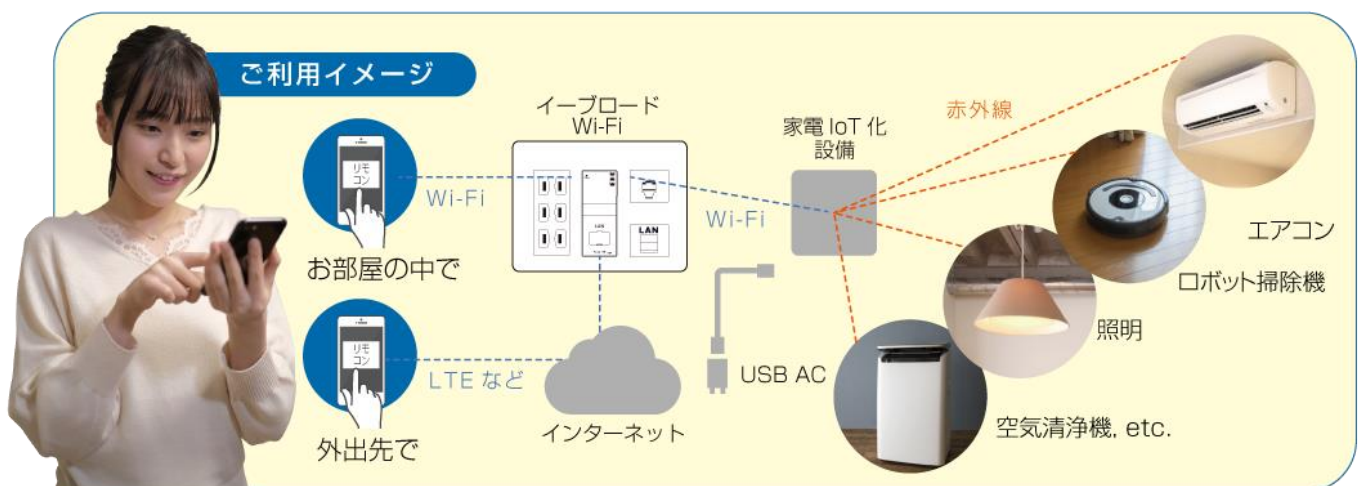 ご利用イメージ
イーブロード
Wi-Fi
家電 IoT 化
設備
赤外線
リモ
コン
Wi-Fi
Wi-Fi
LAN
LAN
お部屋の中で
エアコン
ロボット掃除機
照明
リモ
コン
LTE など
USB AC
インターネット
空気清浄機, etc.
外出先で